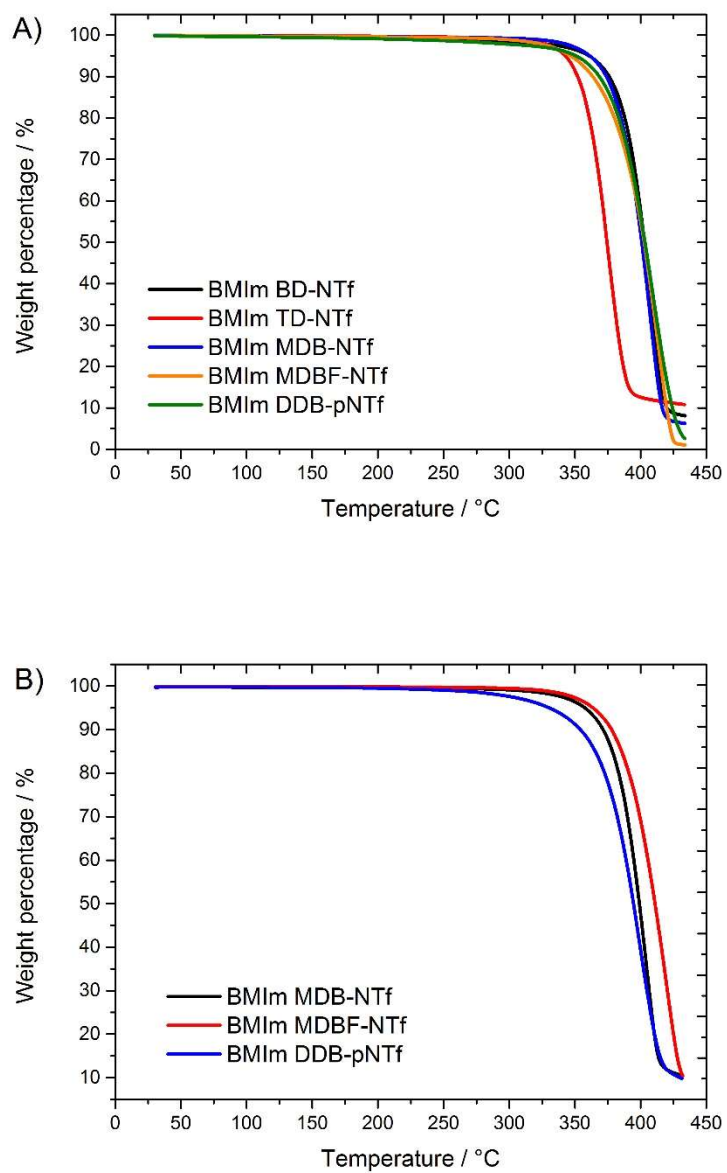 A)
100
90
80
70
60
50
40
30
20
10
0
Weight percentage / %
BMIm BD-NTf
BMIm TD-NTf
BMIm MDB-NTf
BMIm MDBF-NTf
BMIm DDB-pNTf
0 50 100 150 200 250 300 350 400 450
Temperature / °C
B)
100
90
80
70
60
50
40
30
20
10
Weight percentage / %
BMIm MDB-NTf
BMIm MDBF-NTf
BMIm DDB-pNTf
0 50 100 150 200 250 300 350 400 450
Temperature / °C